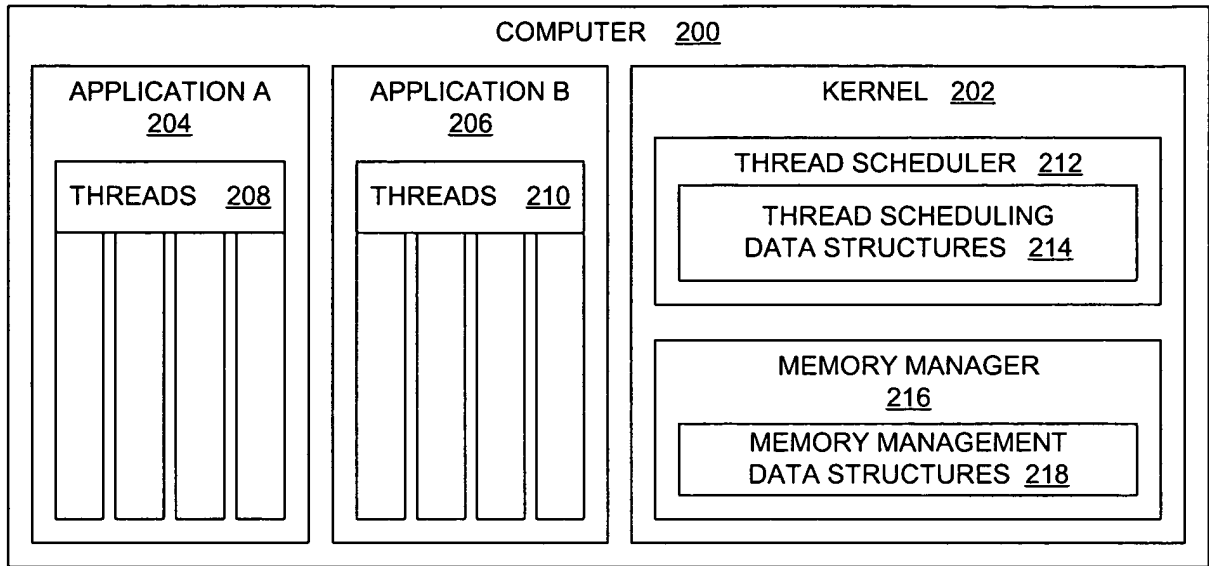 COMPUTER 200
APPLICATION A
204
THREADS 208
APPLICATION B
206
THREADS 210
KERNEL 202
THREAD SCHEDULER 212
THREAD SCHEDULING
DATA STRUCTURES 214
MEMORY MANAGER
216
MEMORY MANAGEMENT
DATA STRUCTURES 218